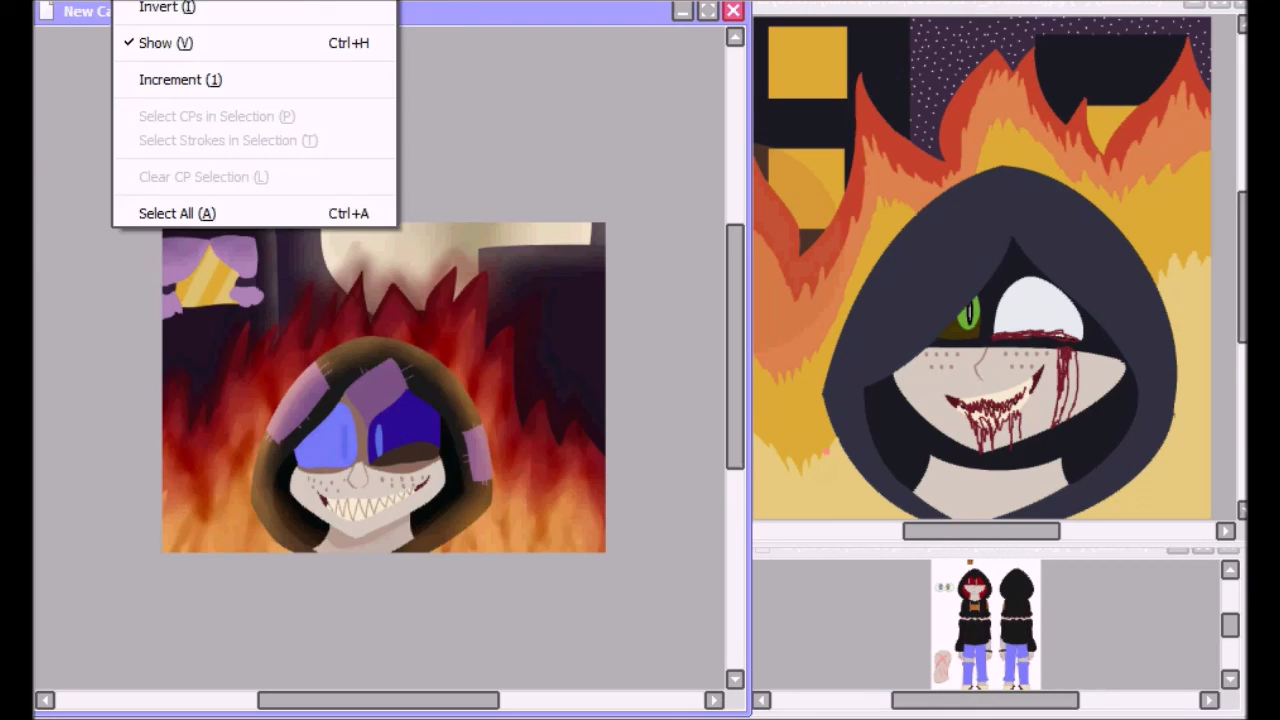 New Ca
Invert (I)
Show (V) Ctrl+H
Increment (1)
Select CPs in Selection (P)
Select Strokes in Selection (T)
Clear CP Selection (L)
Select All (A) Ctrl+A